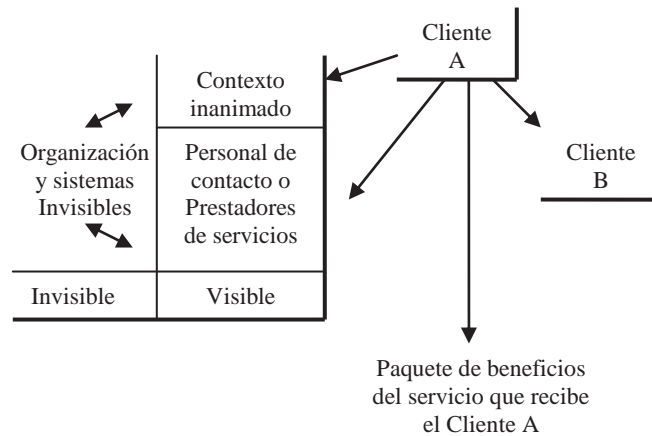 Cliente
A
Contexto
inanimado
Organización
y sistemas
Invisibles
Personal de
contacto o
Prestadores
de servicios
Cliente
B
Invisible
Visible
Paquete de beneficios
del servicio que recibe
el Cliente A